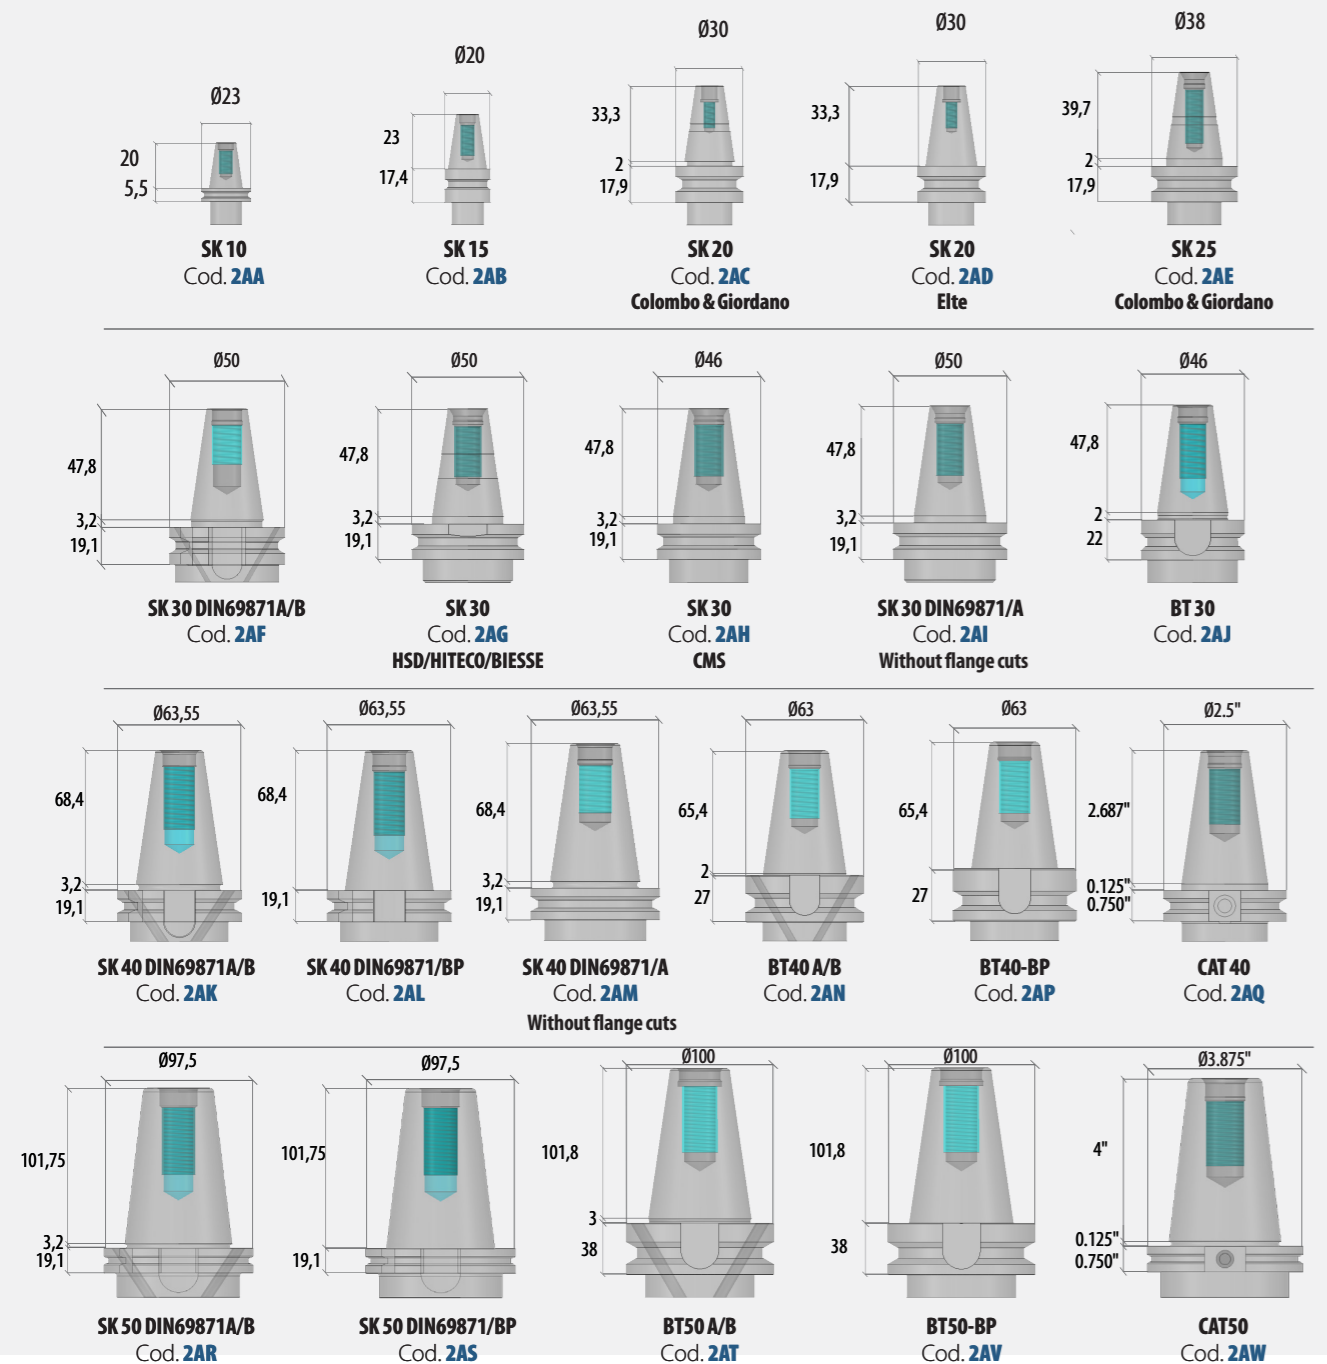 Ø23
20
5,5
SK 10
Cod. 2AA
Ø20
23
17,4
SK 15
Cod. 2AB
Ø30
33,3
2
17,9
SK 20
Cod. 2AC
Colombo & Giordano
Ø30
33,3
17,9
SK 20
Cod. 2AD
Elte
Ø38
39,7
2
17,9
SK 25
Cod. 2AE
Colombo & Giordano
Ø50
47,8
3,2
19,1
SK 30 DIN69871A/B
Cod. 2AF
Ø50
47,8
3,2
19,1
SK 30
Cod. 2AG
HSD/HITECO/BIESSE
Ø46
47,8
3,2
19,1
SK 30
Cod. 2AH
CMS
Ø50
47,8
3,2
19,1
SK 30 DIN69871/A
Cod. 2AI
Without flange cuts
Ø46
47,8
2
22
BT 30
Cod. 2AJ
Ø63,55
68,4
3,2
19,1
SK 40 DIN69871A/B
Cod. 2AK
Ø63,55
68,4
19,1
SK 40 DIN69871/BP
Cod. 2AL
Ø63,55
68,4
3,2
19,1
SK 40 DIN69871/A
Cod. 2AM
Without flange cuts
Ø63
65,4
2
27
BT40 A/B
Cod. 2AN
Ø63
65,4
27
BT40-BP
Cod. 2AP
Ø2.5"
2.687"
0.125"
0.750"
CAT 40
Cod. 2AQ
Ø97,5
101,75
3,2
19,1
SK 50 DIN69871A/B
Cod. 2AR
Ø97,5
101,75
19,1
SK 50 DIN69871/BP
Cod. 2AS
Ø100
101,8
3
38
BT50 A/B
Cod. 2AT
Ø100
101,8
38
BT50-BP
Cod. 2AV
Ø3.875"
4"
0.125"
0.750"
CAT50
Cod. 2AW